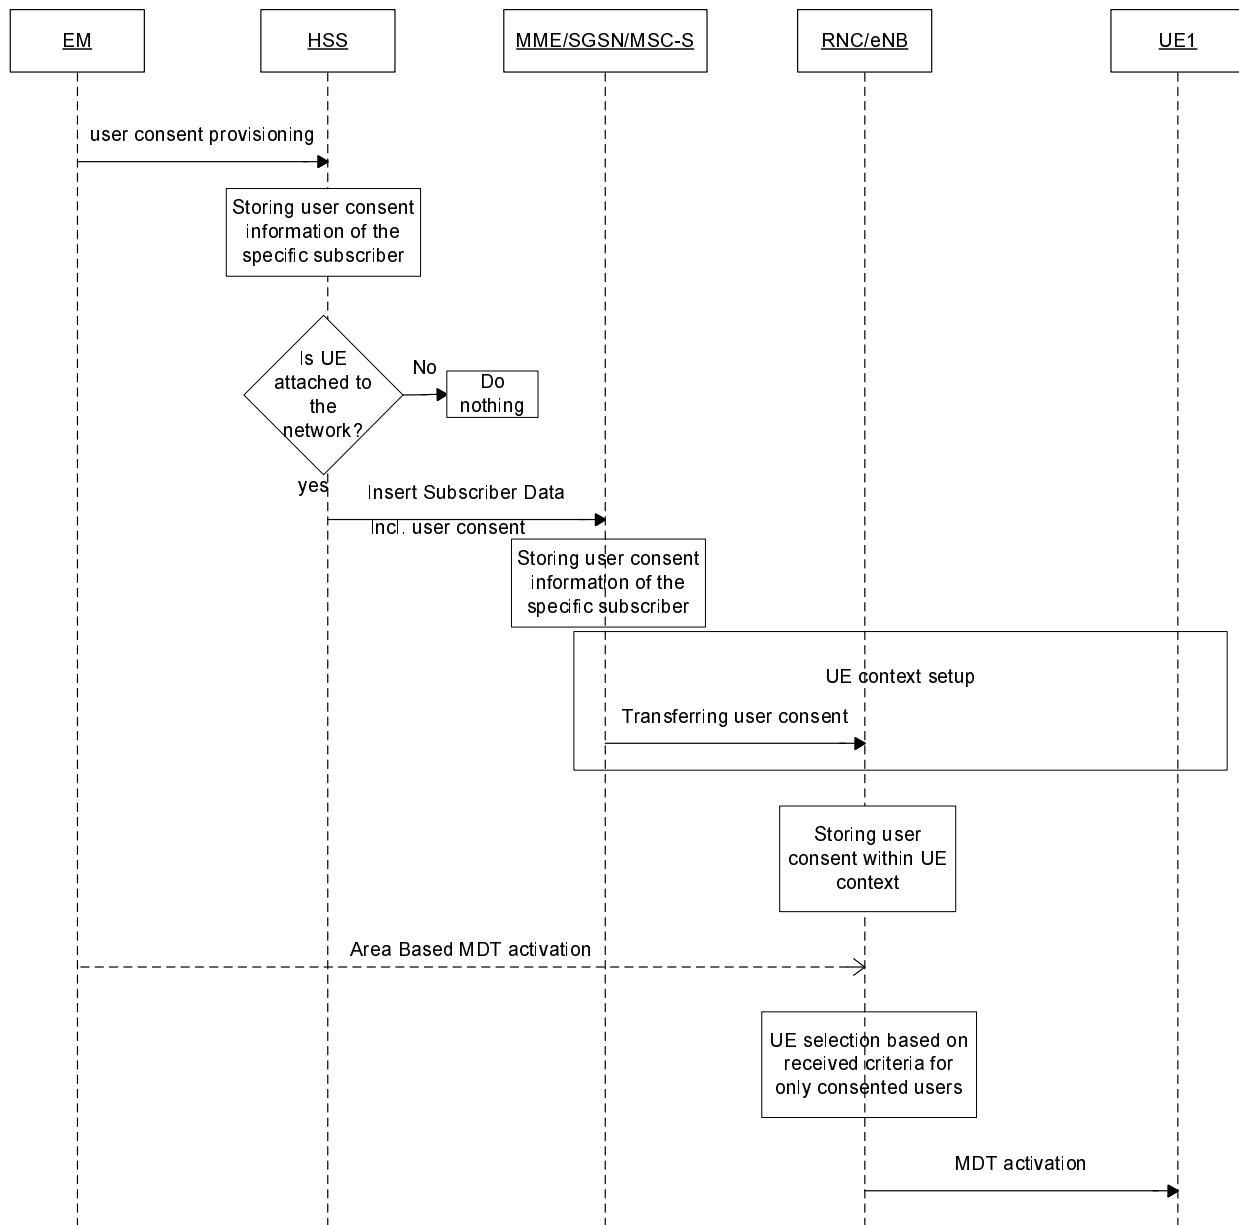 EM
HSS
MME/SGSN/MSC-S
RNC/eNB
UE1
user consent provisioning
Storing user consent
information of the
specific subscriber
Is UE
attached to
the
network?
No
Do
nothing
yes
Insert Subscriber Data
Incl. user consent
Storing user consent
information of the
specific subscriber
UE context setup
Transferring user consent
Storing user
consent within UE
context
Area Based MDT activation
UE selection based on
received criteria for
only consented users
MDT activation